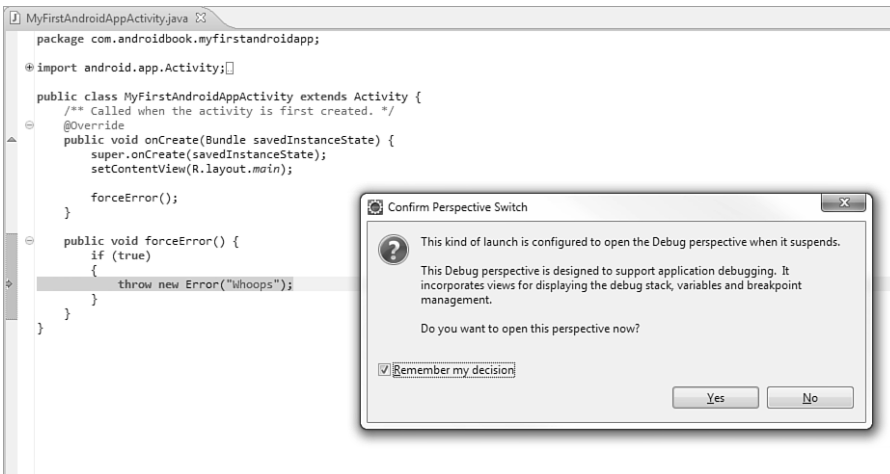 MyFirstAndroidAppActivity.java
package com.androidbook.myfirstandroidapp;
import android.app.Activity;
public class MyFirstAndroidAppActivity extends Activity {
/** Called when the activity is first created. */
@Override
public void onCreate(Bundle savedInstanceState) {
super.onCreate(savedInstanceState);
setContentView(R.layout.main);
forceError();
}
public void forceError() {
if (true)
{
throw new Error("Whoops");
}
}
}
Confirm Perspective Switch
This kind of launch is configured to open the Debug perspective when it suspends.
This Debug perspective is designed to support application debugging. It
incorporates views for displaying the debug stack, variables and breakpoint
management.
Do you want to open this perspective now?
Remember my decision
Yes No